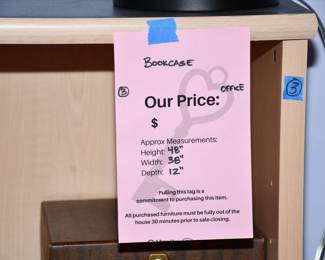 BOOKCASE
3 OFFICE
Our Price:
$
Approx Measurements:
Height: 48"
Width: 38"
Depth: 12"
Pulling this tag is a
commitment to purchasing this item.
All purchased furniture must be fully out of the
house 30 minutes prior to sale closing.
3